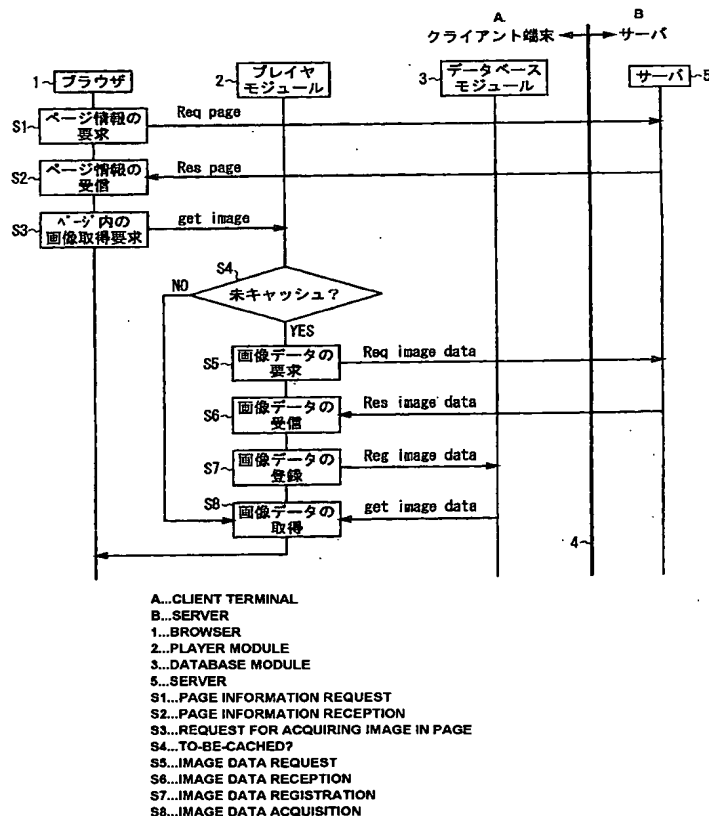 A
B
クライアント端末
サーバ
1
ブラウザ
2
プレイヤ
モジュール
3
データベース
モジュール
サーバ
5
S1
ページ情報の
要求
Req page
S2
ページ情報の
受信
Res page
S3
ページ内の
画像取得要求
get image
S4
NO
未キャッシュ?
YES
S5
画像データの
要求
Req image data
S6
画像データの
受信
Res image data
S7
画像データの
登録
Reg image data
S8
画像データの
取得
get image data
4
A...CLIENT TERMINAL
B...SERVER
1...BROWSER
2...PLAYER MODULE
3...DATABASE MODULE
5...SERVER
S1...PAGE INFORMATION REQUEST
S2...PAGE INFORMATION RECEPTION
S3...REQUEST FOR ACQUIRING IMAGE IN PAGE
S4...TO-BE-CACHED?
S5...IMAGE DATA REQUEST
S6...IMAGE DATA RECEPTION
S7...IMAGE DATA REGISTRATION
S8...IMAGE DATA ACQUISITION